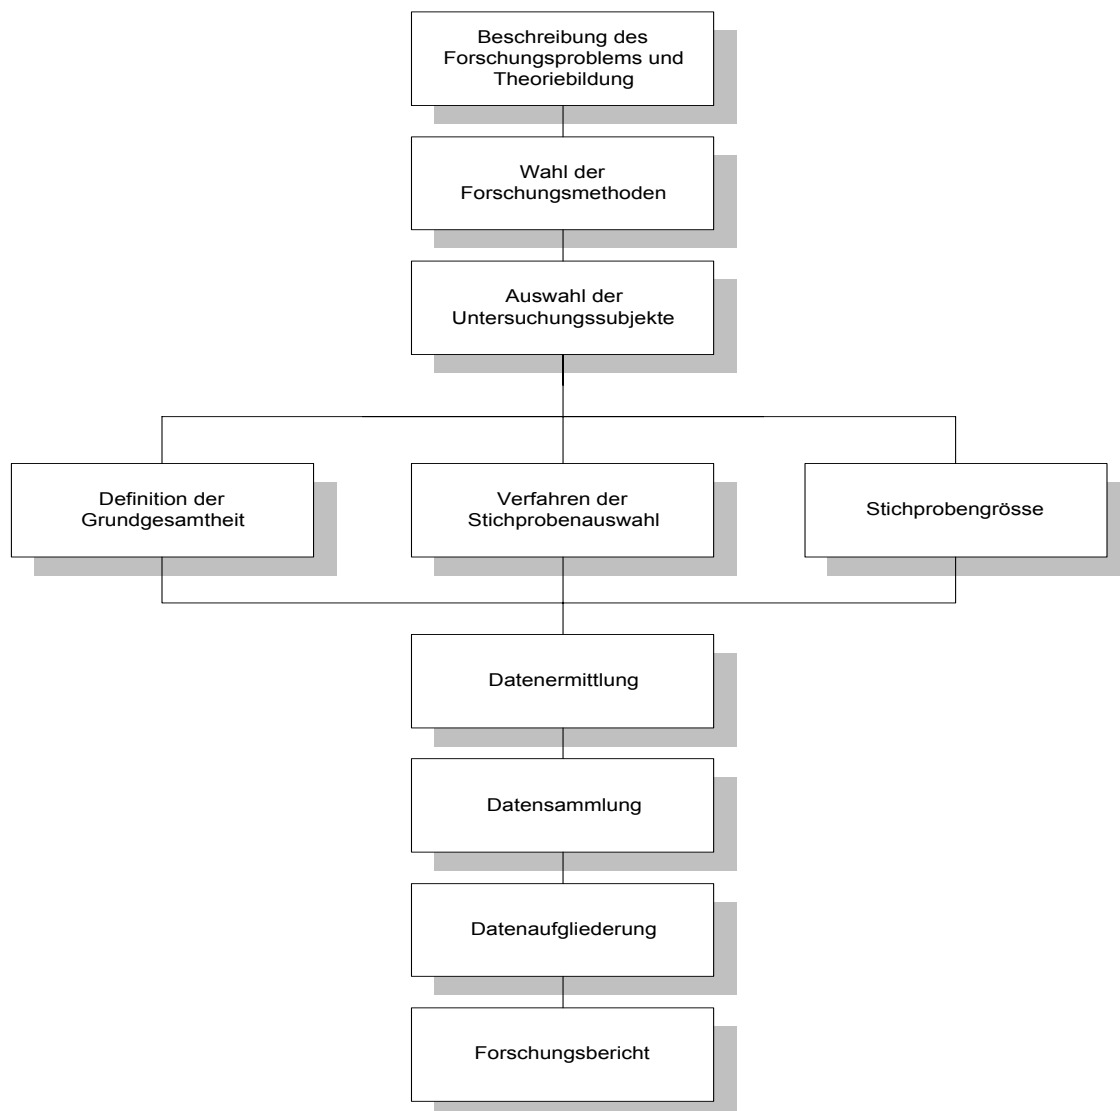 Beschreibung des
Forschungsproblems und
Theoriebildung
Wahl der
Forschungsmethoden
Auswahl der
Untersuchungssubjekte
Definition der
Grundgesamtheit
Verfahren der
Stichprobenauswahl
Stichprobengrösse
Datenermittlung
Datensammlung
Datenaufgliederung
Forschungsbericht